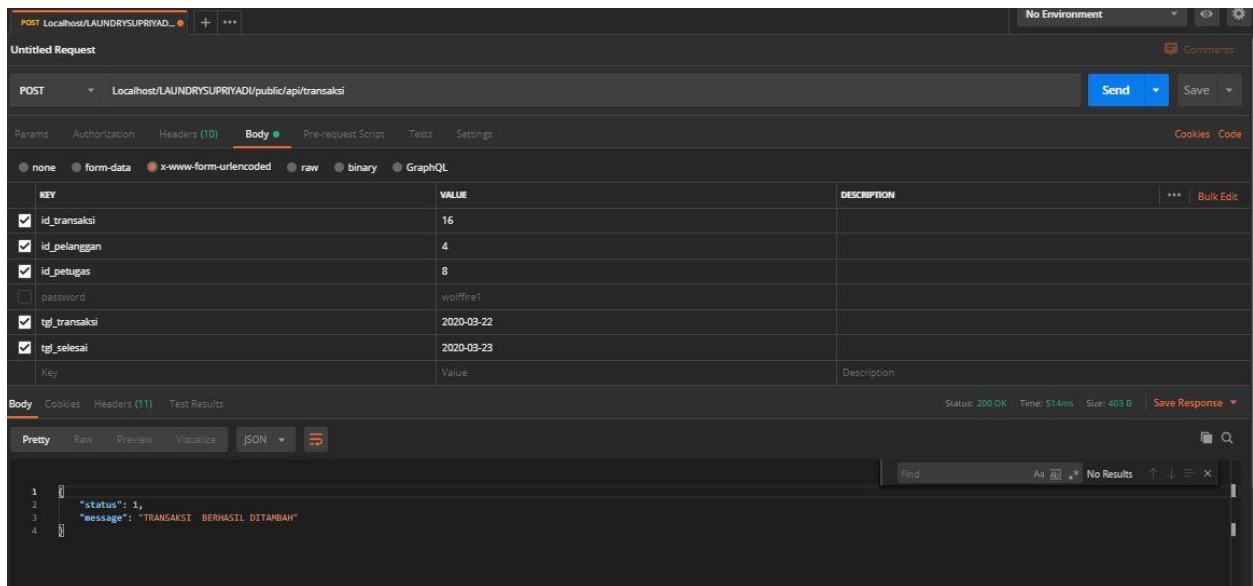 POST Localhost/LAUNDRYSUPRIYAD... + ••• No Environment
Untitled Request Comments
POST Localhost/LAUNDRYSUPRIYADI/public/api/transaksi Send Save
Params Authorization Headers (10) Body Pre-request Script Tests Settings Cookies Code
none form-data x-www-form-urlencoded raw binary GraphQL
KEY VALUE DESCRIPTION ••• Bulk Edit
id_transaksi 16
id_pelanggan 4
id_petugas 8
password wolffire1
tgl_transaksi 2020-03-22
tgl_selesai 2020-03-23
Key Value Description
Body Cookies Headers (11) Test Results Status: 200 OK Time: 514ms Size: 403 B Save Response
Pretty Raw Preview Visualize JSON
Find Aa Abl .* No Results
1 {
2 "status": 1,
3 "message": "TRANSAKSI BERHASIL DITAMBAH"
4 }